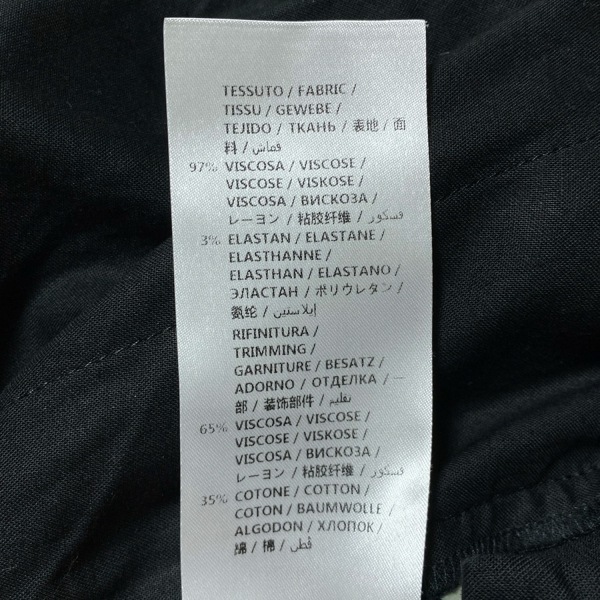 TESSUTO / FABRIC /
TISSU / GEWEBE /
TEJIDO / ТКАНЬ / 表地 / 面
料 / قماش
97% VISCOSA / VISCOSE /
VISCOSE / VISKOSE /
VISCOSA / ВИСКОЗА /
レーヨン / 粘胶纤维 / فسكور
3% ELASTAN / ELASTANE /
ELASTHANNE /
ELASTHAN / ELASTANO /
ЭЛАСТАН / ポリウレタン /
氨纶 / إيلاستين
RIFINITURA /
TRIMMING /
GARNITURE / BESATZ /
ADORNO / ОТДЕЛКА / 一
部 / 装饰部件 / تقليم
65% VISCOSA / VISCOSE /
VISCOSE / VISKOSE /
VISCOSA / ВИСКОЗА /
レーヨン / 粘胶纤维 / فسكور
35% COTONE / COTTON /
COTON / BAUMWOLLE /
ALGODON / ХЛОПОК /
綿 / 棉 / قطن